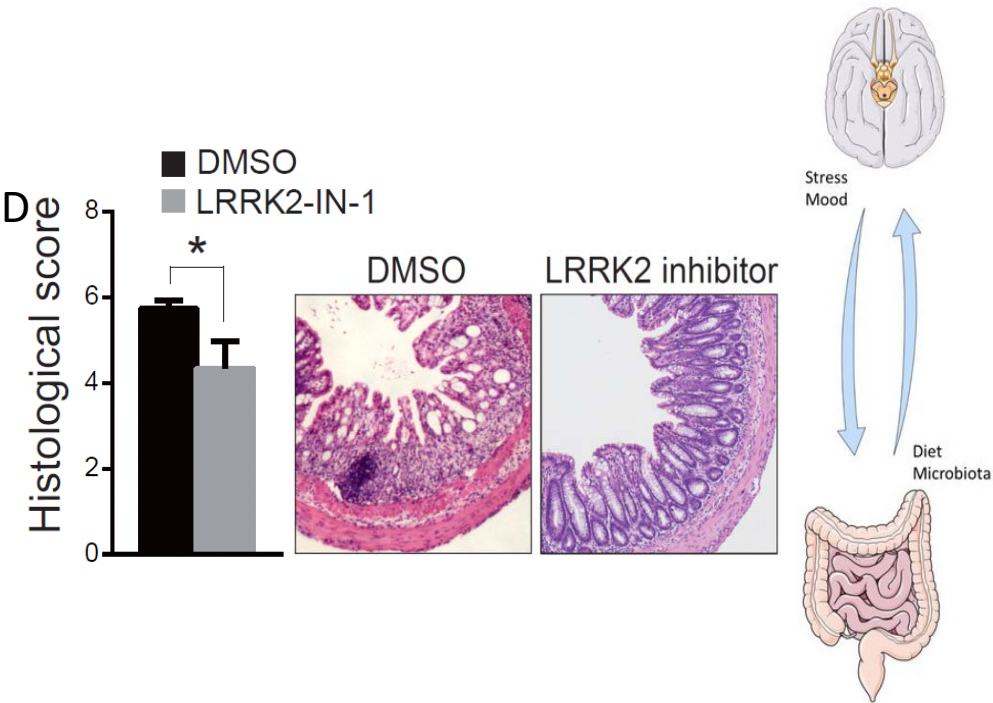 D
Histological score
8
6
4
2
0
DMSO
LRRK2-IN-1
*
DMSO
LRRK2 inhibitor
Stress
Mood
Diet
Microbiota